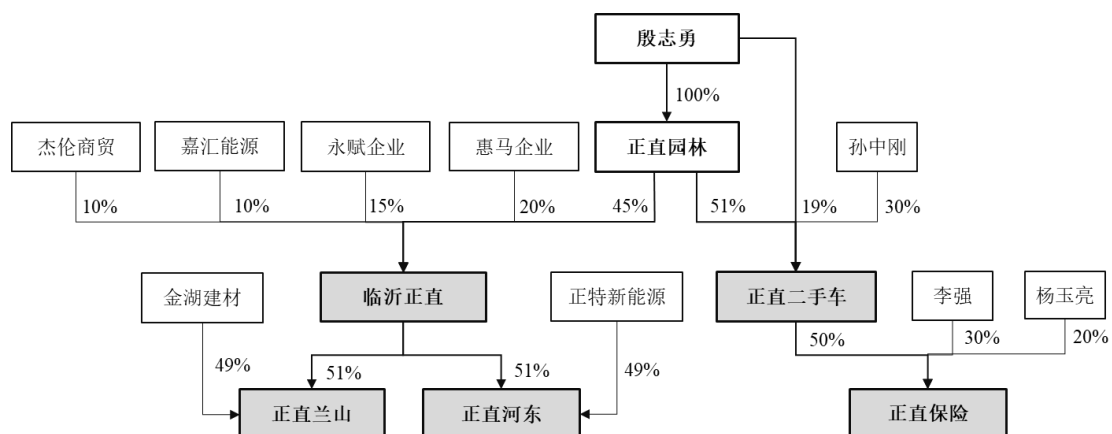 殷志勇
100%
杰伦商贸
嘉汇能源
永赋企业
惠马企业
正直园林
孙中刚
10%
10%
15%
20%
45%
51%
19%
30%
金湖建材
临沂正直
正特新能源
正直二手车
李强
杨玉亮
49%
51%
51%
49%
50%
30%
20%
正直兰山
正直河东
正直保险